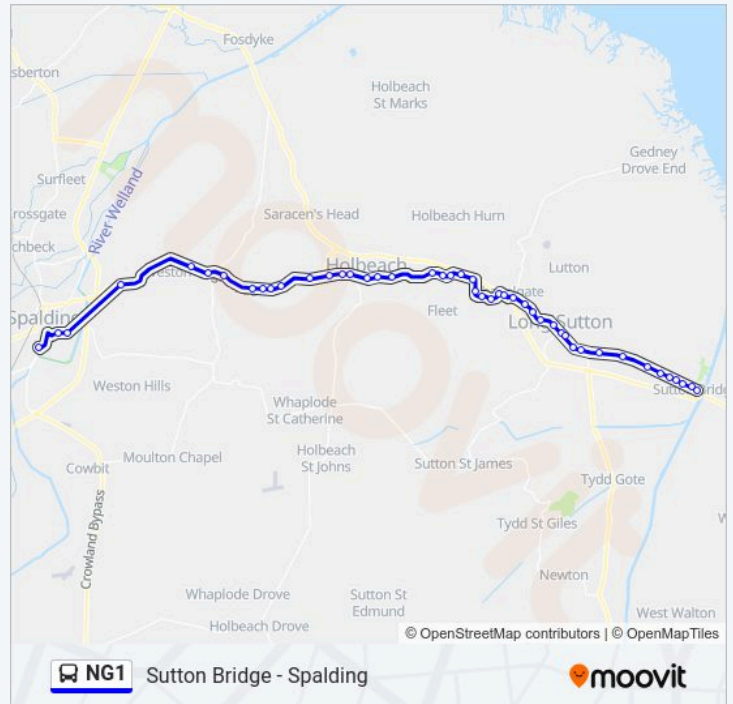 Fosdyke
sberton
Holbeach
St Marks
Gedney
Drove End
Surfleet
River Welland
rossgate
Saracen's Head
Holbeach Hurn
hbeck
Lutton
Holbeach
Spalding
Fleet
Long Sutton
Weston Hills
Sutton Bridg
Whaplode
St Catherine
Moulton Chapel
Holbeach
St Johns
Sutton St James
Cowbit
Tydd Gote
Crowland Bypass
Tydd St Giles
Newton
Whaplode Drove
Sutton St
Edmund
West Walton
Holbeach Drove
© OpenStreetMap contributors | © OpenMapTiles
NG1 Sutton Bridge - Spalding
moovit